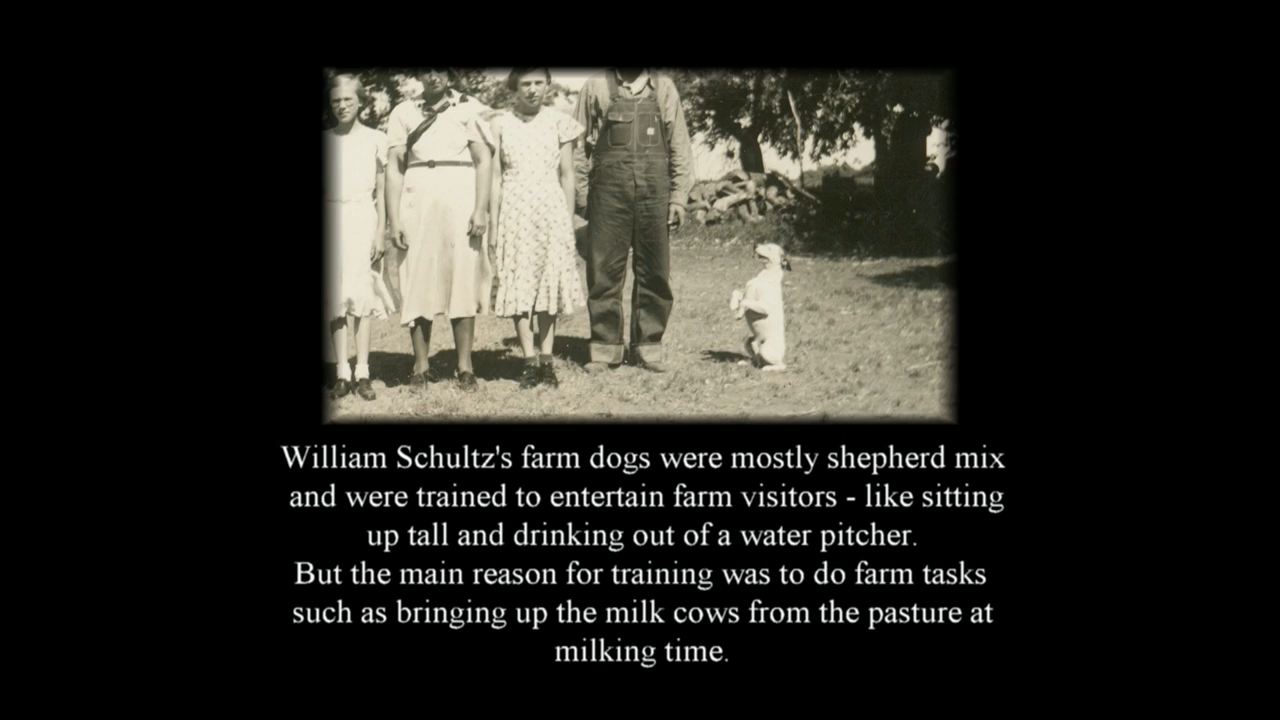 William Schultz's farm dogs were mostly shepherd mix
and were trained to entertain farm visitors - like sitting
up tall and drinking out of a water pitcher.
But the main reason for training was to do farm tasks
such as bringing up the milk cows from the pasture at
milking time.